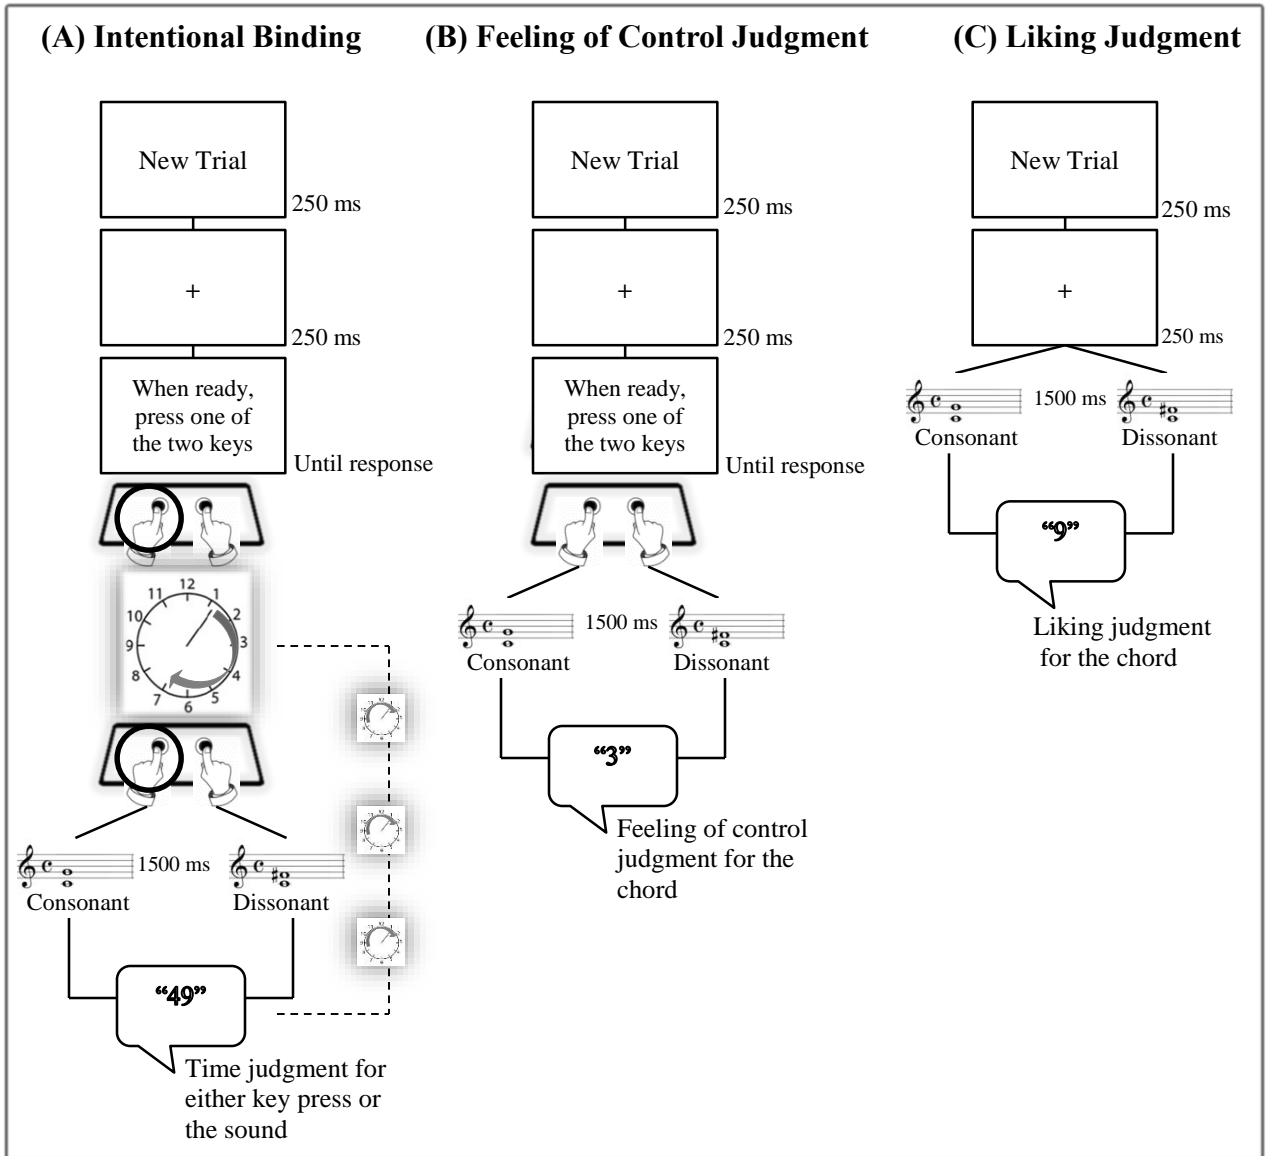 (A) Intentional Binding
New Trial
250 ms
+
250 ms
When ready,
press one of
the two keys
Until response
12
11
1
10
2
9
3
8
4
7
5
6
1500 ms
Consonant
Dissonant
“49”
Time judgment for
either key press or
the sound
(B) Feeling of Control Judgment
New Trial
250 ms
+
250 ms
When ready,
press one of
the two keys
Until response
1500 ms
Consonant
Dissonant
“3”
Feeling of control
judgment for the
chord
(C) Liking Judgment
New Trial
250 ms
+
250 ms
1500 ms
Consonant
Dissonant
“9”
Liking judgment
for the chord